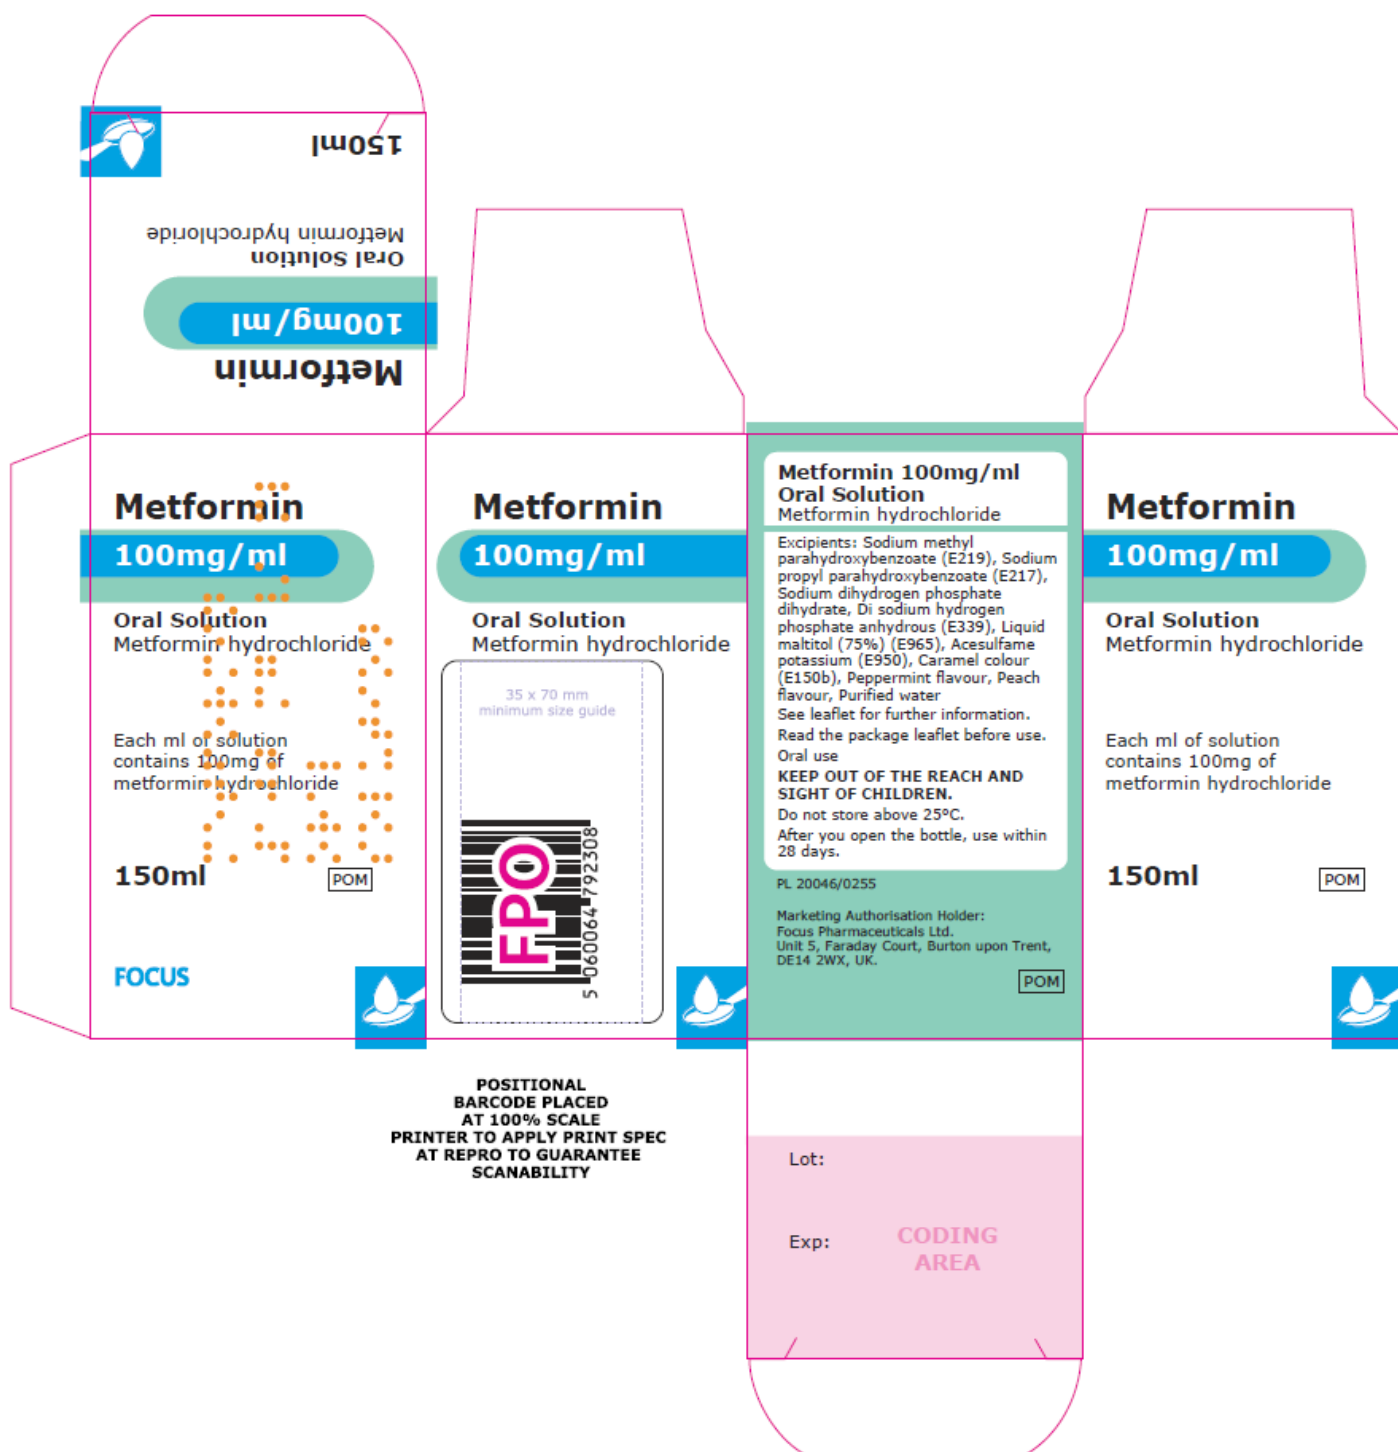 150ml
Metformin hydrochloride
Oral Solution
100mg/ml
Metformin
Metformin
100mg/ml
Oral Solution
Metformin hydrochloride
Each ml of solution
contains 100mg of
metformin hydrochloride
150ml
POM
FOCUS
Metformin
100mg/ml
Oral Solution
Metformin hydrochloride
35 x 70 mm
minimum size guide
FPO
5 060064 792308
POSITIONAL
BARCODE PLACED
AT 100% SCALE
PRINTER TO APPLY PRINT SPEC
AT REPRO TO GUARANTEE
SCANABILITY
Metformin 100mg/ml
Oral Solution
Metformin hydrochloride
Excipients: Sodium methyl
parahydroxybenzoate (E219), Sodium
propyl parahydroxybenzoate (E217),
Sodium dihydrogen phosphate
dihydrate, Di sodium hydrogen
phosphate anhydrous (E339), Liquid
maltitol (75%) (E965), Acesulfame
potassium (E950), Caramel colour
(E150b), Peppermint flavour, Peach
flavour, Purified water
See leaflet for further information.
Read the package leaflet before use.
Oral use
KEEP OUT OF THE REACH AND
SIGHT OF CHILDREN.
Do not store above 25°C.
After you open the bottle, use within
28 days.
PL 20046/0255
Marketing Authorisation Holder:
Focus Pharmaceuticals Ltd.
Unit 5, Faraday Court, Burton upon Trent,
DE14 2WX, UK.
POM
Lot:
Exp:
CODING
AREA
Metformin
100mg/ml
Oral Solution
Metformin hydrochloride
Each ml of solution
contains 100mg of
metformin hydrochloride
150ml
POM